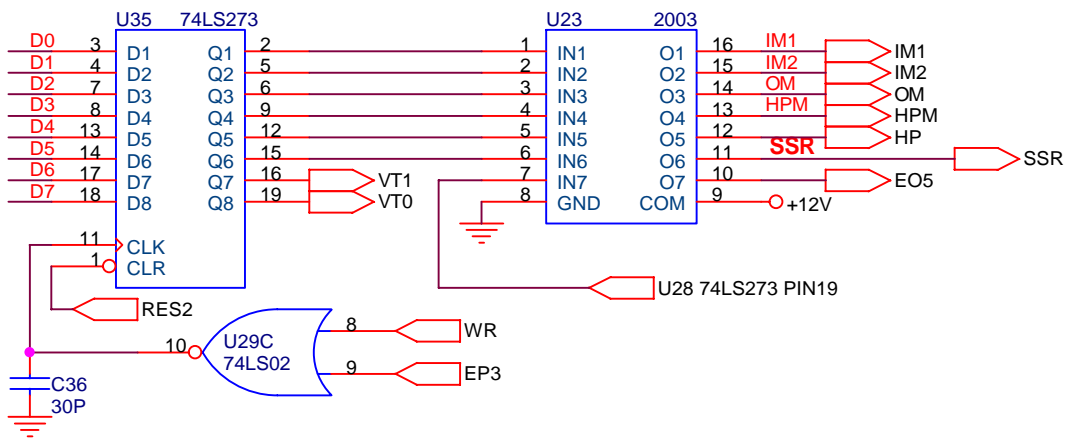 U35 74LS273 U23 2003
D0 3 D1 Q1 2 1 IN1 O1 16 IM1 IM1
D1 4 D2 Q2 5 2 IN2 O2 15 IM2 IM2
D2 7 D3 Q3 6 3 IN3 O3 14 OM OM
D3 8 D4 Q4 9 4 IN4 O4 13 HPM HPM
D4 13 D5 Q5 12 5 IN5 O5 12 HP
D5 14 D6 Q6 15 6 IN6 O6 11 SSR SSR
D6 17 D7 Q7 16 VT1 7 IN7 O7 10 EO5
D7 18 D8 Q8 19 VT0 8 GND COM 9 +12V
11 CLK
1 CLR
U28 74LS273 PIN19
RES2
8 WR
10 U29C
74LS02
9 EP3
C36
30P